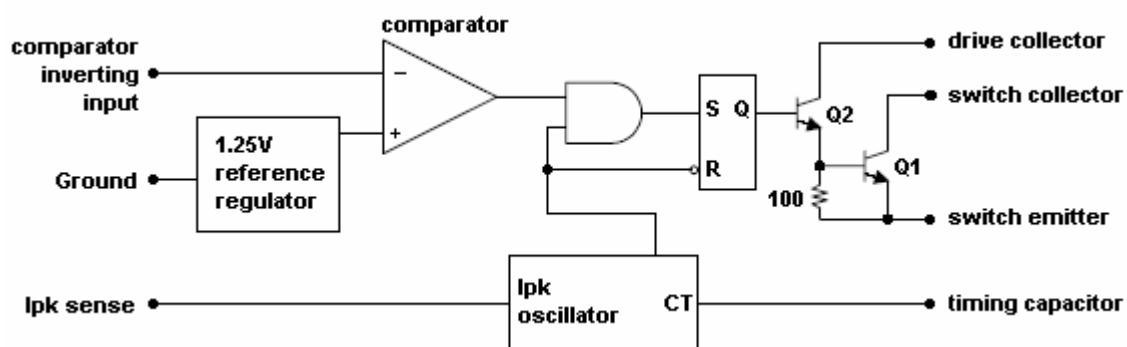 comparator
comparator
inverting
input
−
+
1.25V
reference
regulator
Ground
S Q
R
Q2
Q1
100
drive collector
switch collector
switch emitter
Ipk sense
Ipk
oscillator
CT
timing capacitor